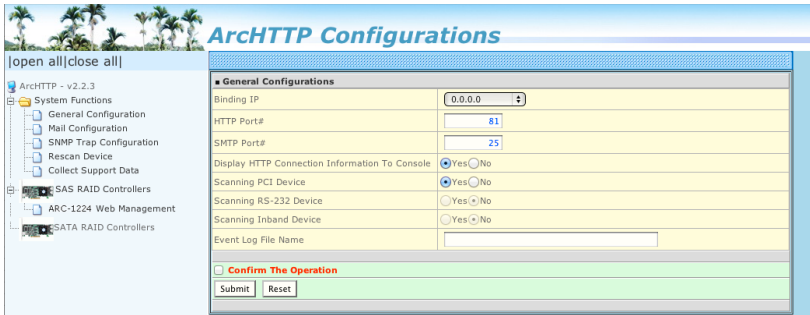 ArcHTTP Configurations
|open all|close all|
ArcHTTP - v2.2.3
System Functions
General Configuration
Mail Configuration
SNMP Trap Configuration
Rescan Device
Collect Support Data
SAS RAID Controllers
ARC-1224 Web Management
SATA RAID Controllers
General Configurations
Binding IP 0.0.0.0
HTTP Port# 81
SMTP Port# 25
Display HTTP Connection Information To Console Yes No
Scanning PCI Device Yes No
Scanning RS-232 Device Yes No
Scanning Inband Device Yes No
Event Log File Name
Confirm The Operation
Submit Reset